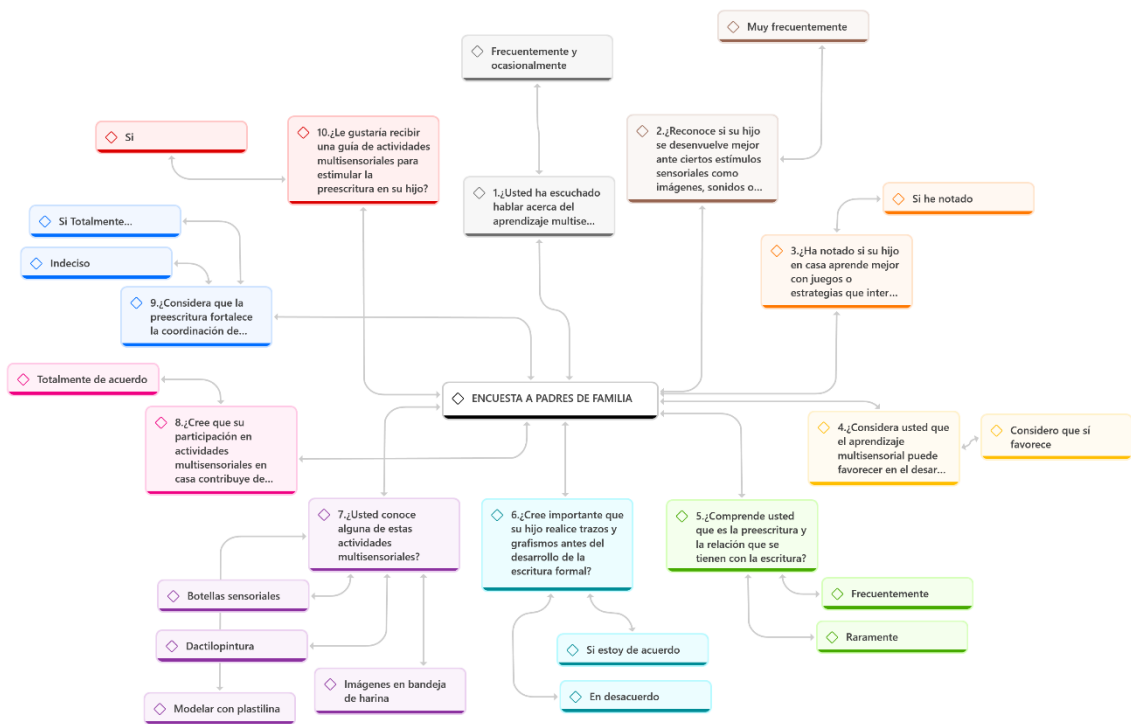 Muy frecuentemente
Frecuentemente y
ocasionalmente
Si
10.¿Le gustaría recibir
una guía de actividades
multisensoriales para
estimular la
preescritura en su hijo?
1.¿Usted ha escuchado
hablar acerca del
aprendizaje multise...
2.¿Reconoce si su hijo
se desenvuelve mejor
ante ciertos estímulos
sensoriales como
imágenes, sonidos o...
Si he notado
3.¿Ha notado si su hijo
en casa aprende mejor
con juegos o
estrategias que inter...
Si Totalmente...
Indeciso
9.¿Considera que la
preescritura fortalece
la coordinación de...
ENCUESTA A PADRES DE FAMILIA
Totalmente de acuerdo
8.¿Cree que su
participación en
actividades
multisensoriales en
casa contribuye de...
4.¿Considera usted que
el aprendizaje
multisensorial puede
favorecer en el desar...
Considero que sí
favorece
7.¿Usted conoce
alguna de estas
actividades
multisensoriales?
6.¿Cree importante que
su hijo realice trazos y
grafismos antes del
desarrollo de la
escritura formal?
5.¿Comprende usted
que es la preescritura y
la relación que se
tienen con la escritura?
Botellas sensoriales
Dactilopintura
Imágenes en bandeja
de harina
Modelar con plastilina
Si estoy de acuerdo
En desacuerdo
Frecuentemente
Raramente